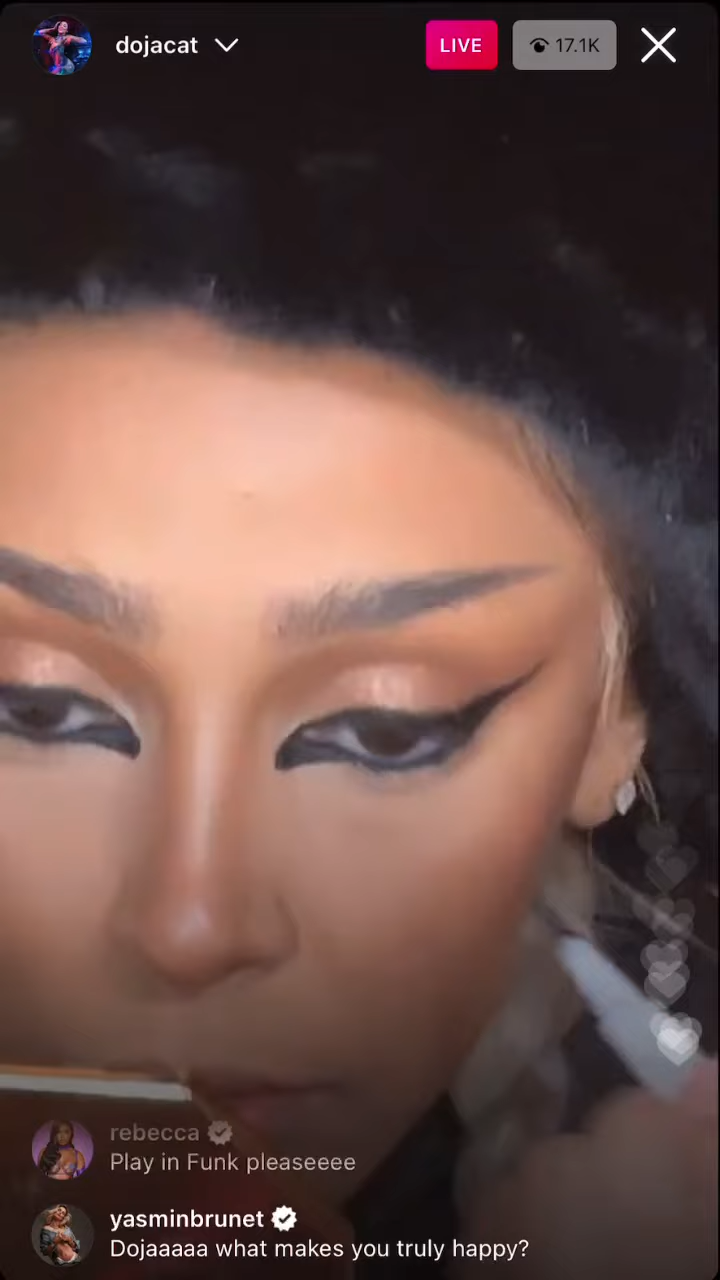 dojacat
LIVE
17.1K
rebecca
Play in Funk pleaseeee
yasminbrunet
Dojaaaaa what makes you truly happy?